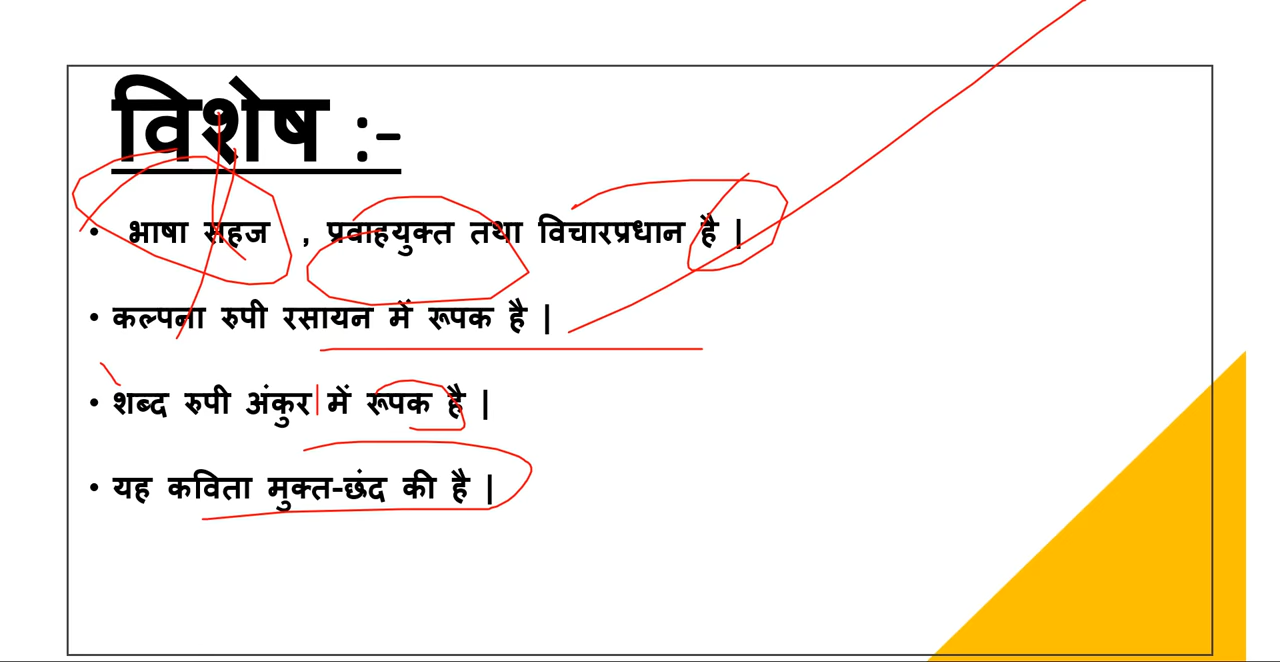 विशेष :-
• भाषा सहज , प्रवाहयुक्त तथा विचारप्रधान है |
• कल्पना रुपी रसायन में रूपक है |
• शब्द रुपी अंकुर में रूपक है |
• यह कविता मुक्त-छंद की है |